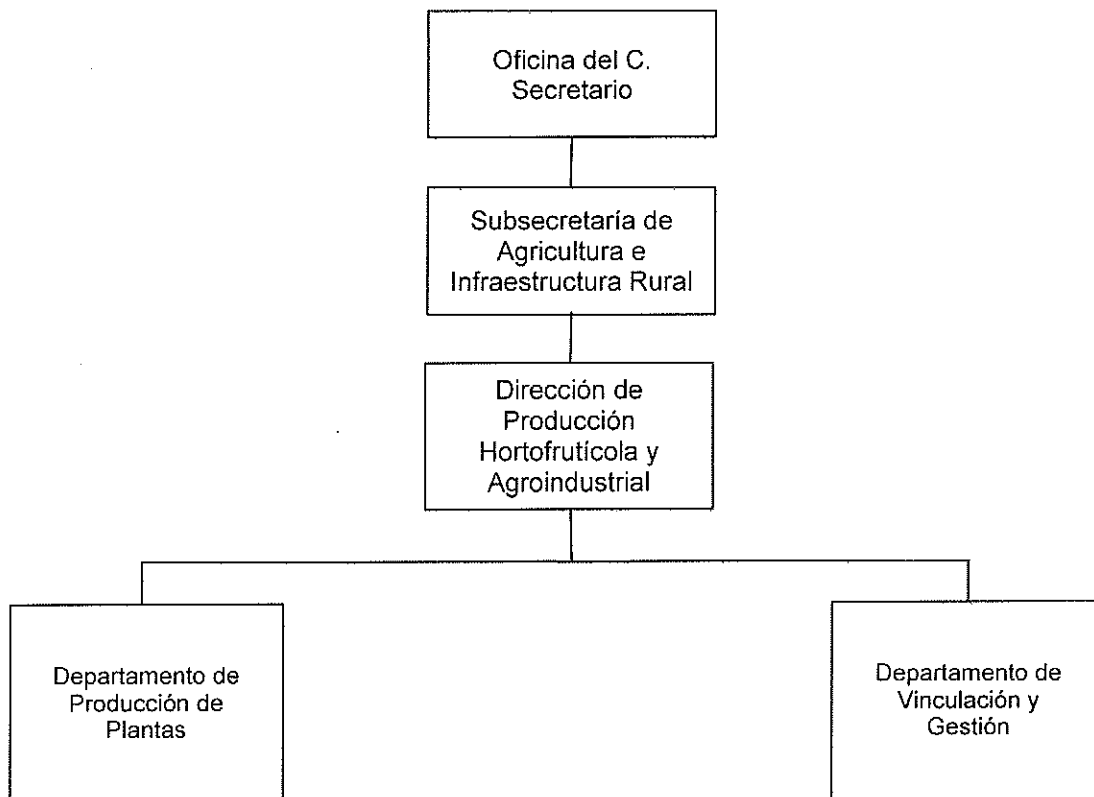 Oficina del C.
Secretario
Subsecretaría de
Agricultura e
Infraestructura Rural
Dirección de
Producción
Hortofrutícola y
Agroindustrial
Departamento de
Producción de
Plantas
Departamento de
Vinculación y
Gestión